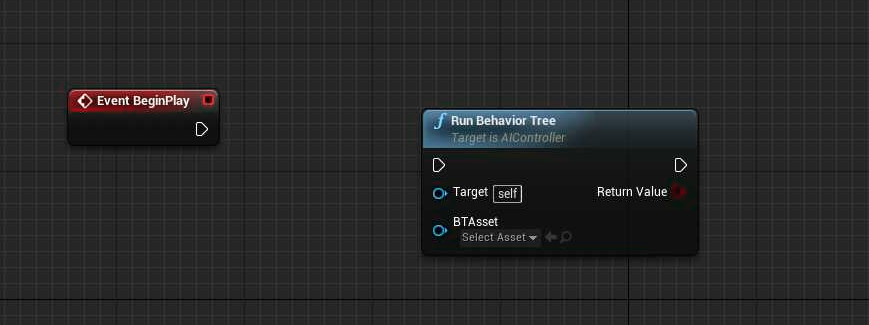 Event BeginPlay
Run Behavior Tree
Target is AIController
Target self
Return Value
BTAsset
Select Asset